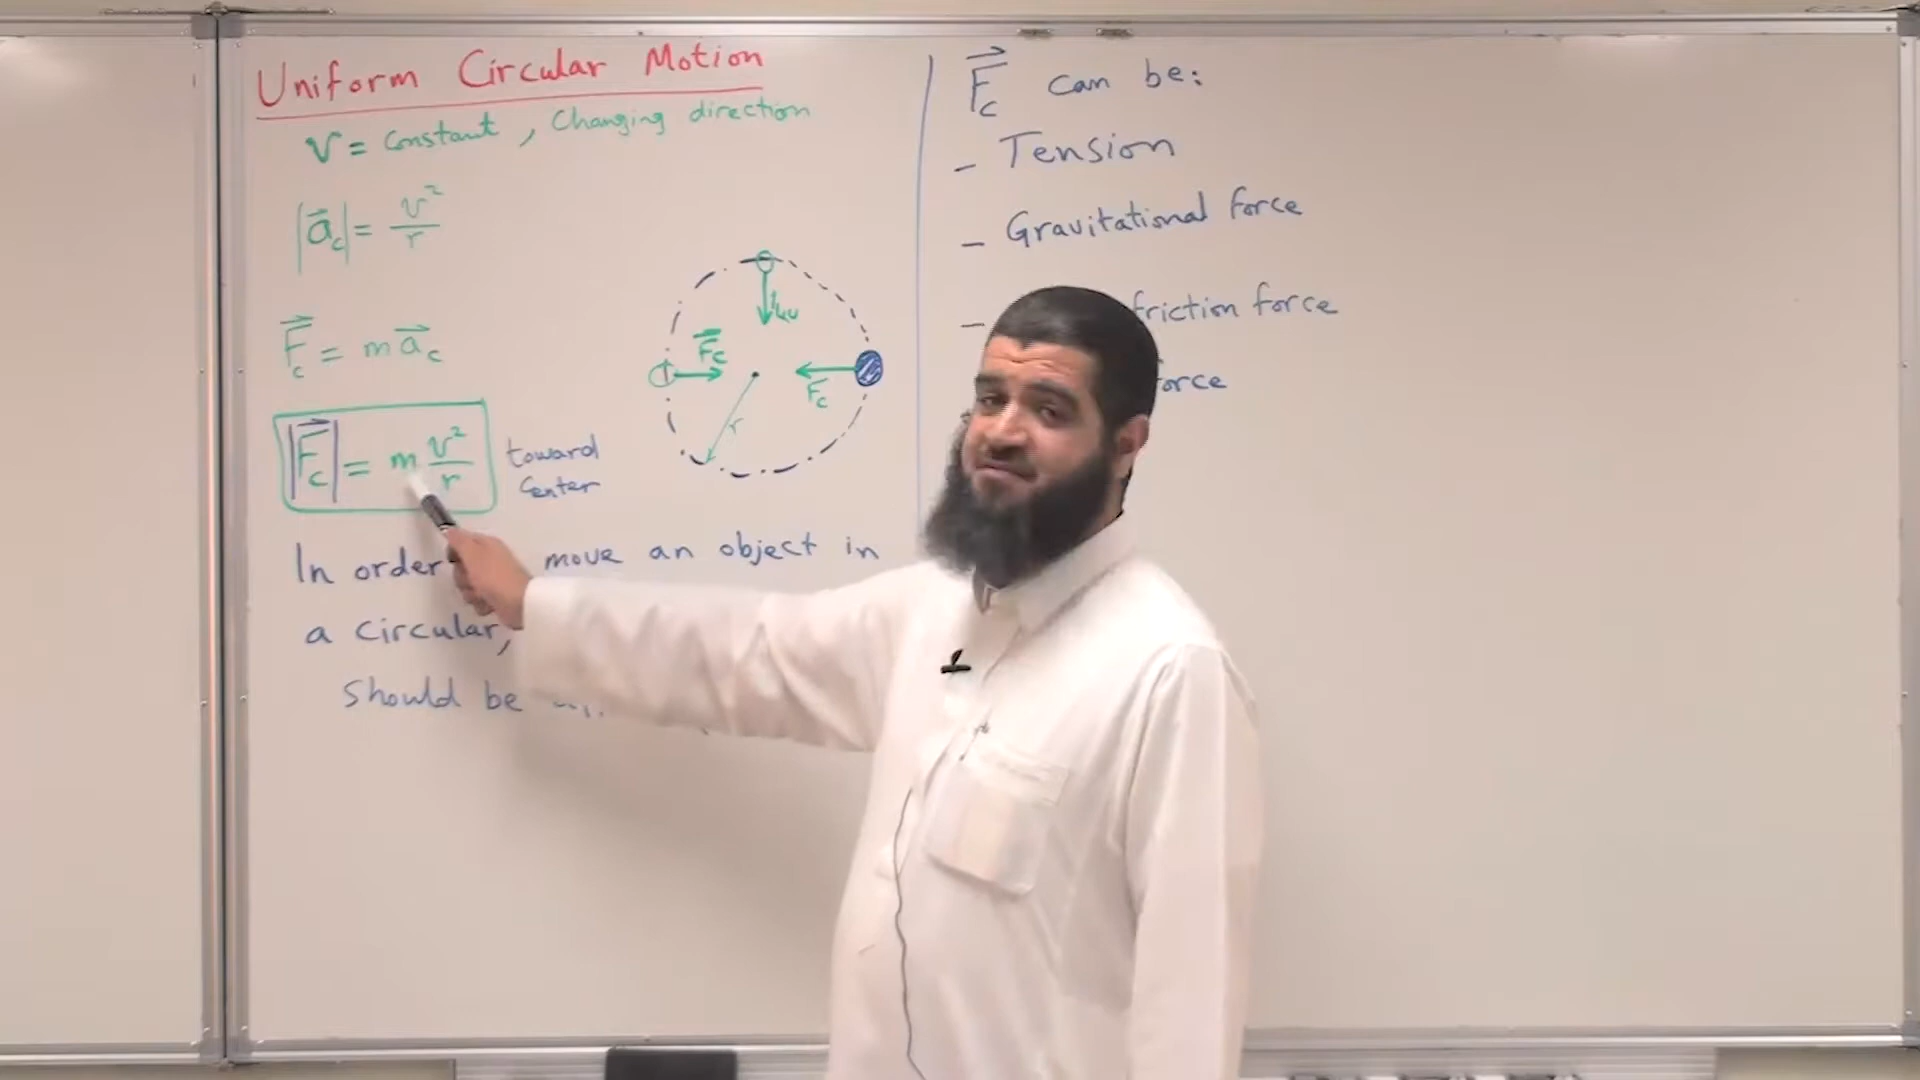 Uniform Circular Motion
v = constant, changing direction
|a⃗c| = v²/r
F⃗c = m a⃗c
|F⃗c| = m v²/r toward center
F⃗c
F⃗c
r
In order move an object in
a circular,
should be
F⃗c can be:
– Tension
– Gravitational force
– friction force
force